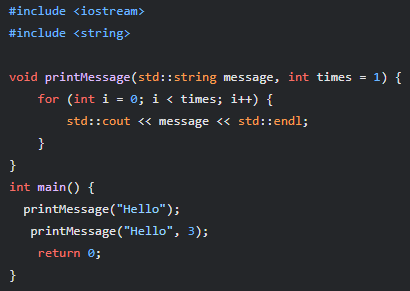 #include <iostream>
#include <string>

void printMessage(std::string message, int times = 1) {
    for (int i = 0; i < times; i++) {
        std::cout << message << std::endl;
    }
}
int main() {
  printMessage("Hello");
   printMessage("Hello", 3);
    return 0;
}